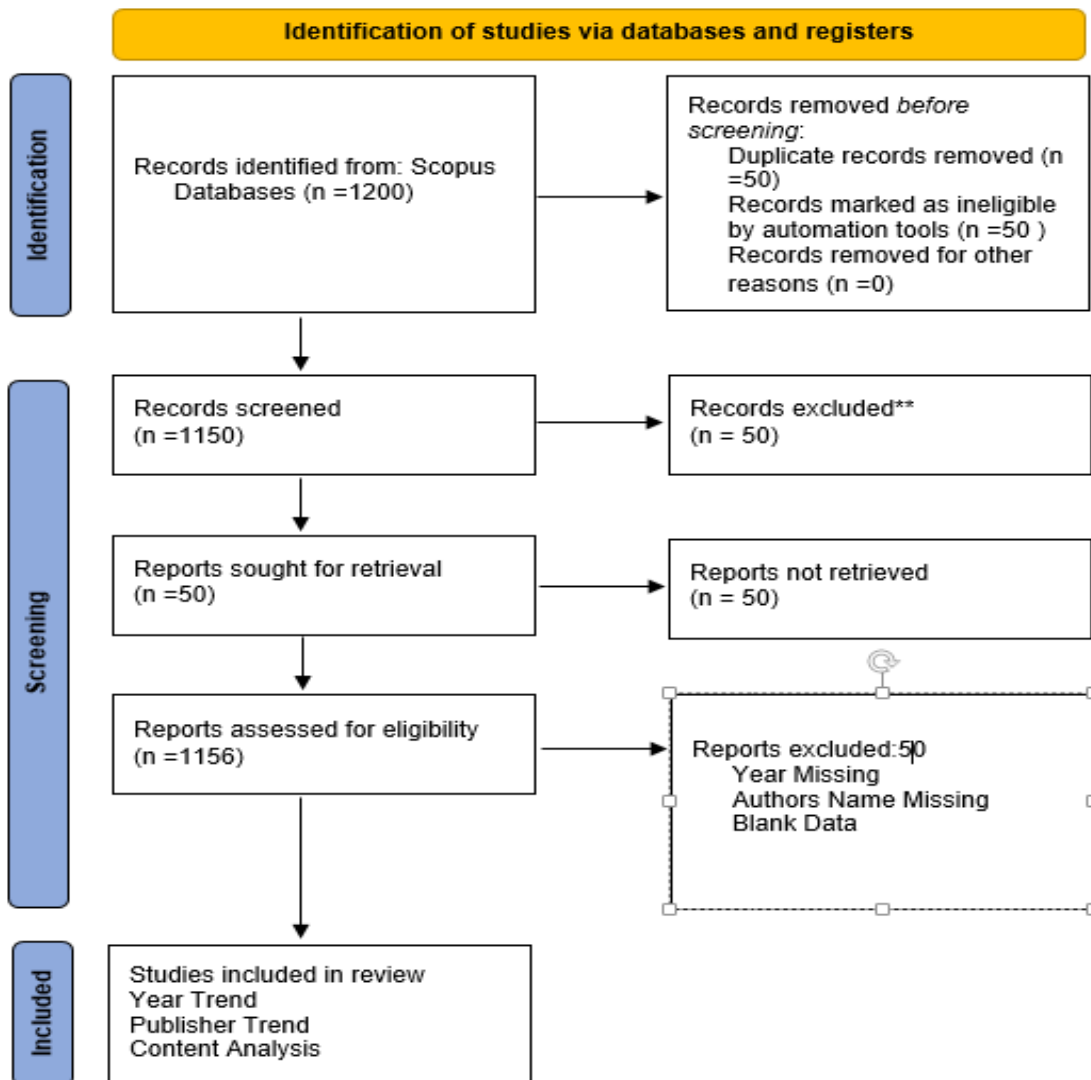 Identification of studies via databases and registers
Identification
Records identified from: Scopus
Databases (n =1200)
Records removed before
screening:
Duplicate records removed (n
=50)
Records marked as ineligible
by automation tools (n =50 )
Records removed for other
reasons (n =0)
Screening
Records screened
(n =1150)
Records excluded**
(n = 50)
Reports sought for retrieval
(n =50)
Reports not retrieved
(n = 50)
Reports assessed for eligibility
(n =1156)
Reports excluded:50
Year Missing
Authors Name Missing
Blank Data
Included
Studies included in review
Year Trend
Publisher Trend
Content Analysis